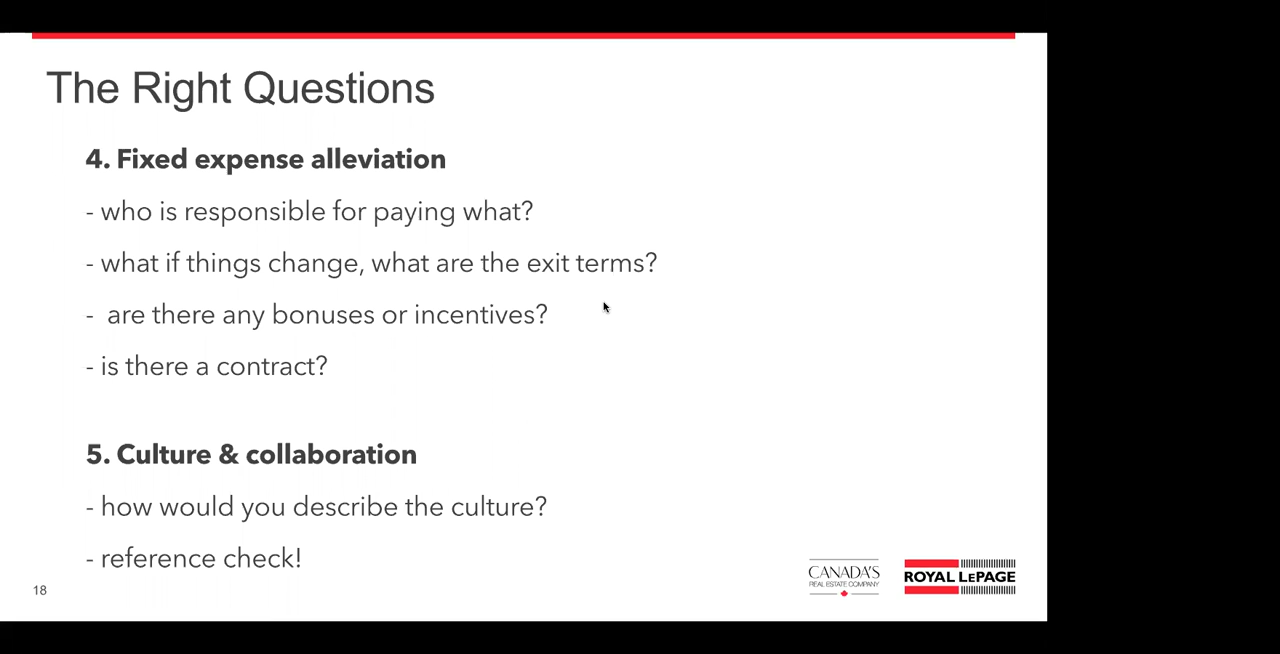 The Right Questions
4. Fixed expense alleviation
- who is responsible for paying what?
- what if things change, what are the exit terms?
- are there any bonuses or incentives?
- is there a contract?
5. Culture & collaboration
- how would you describe the culture?
- reference check!
18
CANADA'S
REAL ESTATE COMPANY
ROYAL LEPAGE